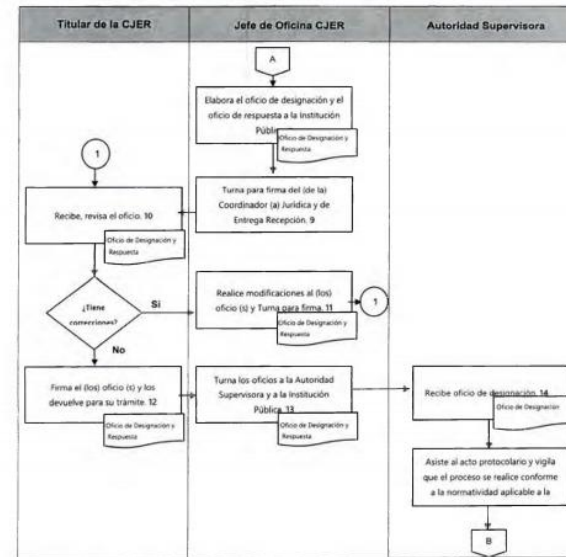 Titular de la CJER
Jefe de Oficina CJER
Autoridad Supervisora
A
Elabora el oficio de designación y el
oficio de respuesta a la Institución
Públic
Oficio de Designación y
Respuesta
1
Turna para firma del (de la)
Coordinador (a) Jurídica y de
Entrega Recepción. 9
Recibe, revisa el oficio. 10
Oficio de Designación y
Respuesta
¿Tiene
correcciones?
Si
Realice modificaciones al (los)
oficio (s) y Turna para firma. 11
Oficio de Designación y
Respuesta
1
No
Firma el (los) oficio (s) y los
devuelve para su trámite. 12
Oficio de Designación y
Respuesta
Turna los oficios a la Autoridad
Supervisora y a la Institución
Pública. 13
Oficio de Designación y
Respuesta
Recibe oficio de designación. 14
Oficio de Designación
Asiste al acto protocolario y vigila
que el proceso se realice conforme
a la normatividad aplicable a la
B